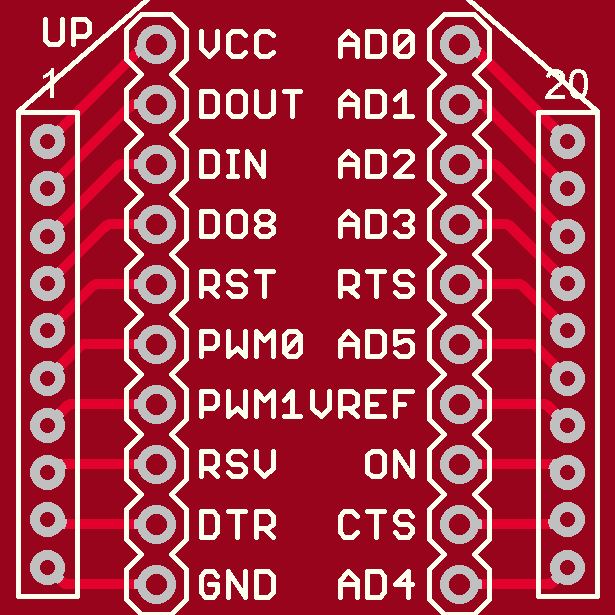 UP
1 20
VCC AD0
DOUT AD1
DIN AD2
DO8 AD3
RST RTS
PWM0 AD5
PWM1 VREF
RSV ON
DTR CTS
GND AD4